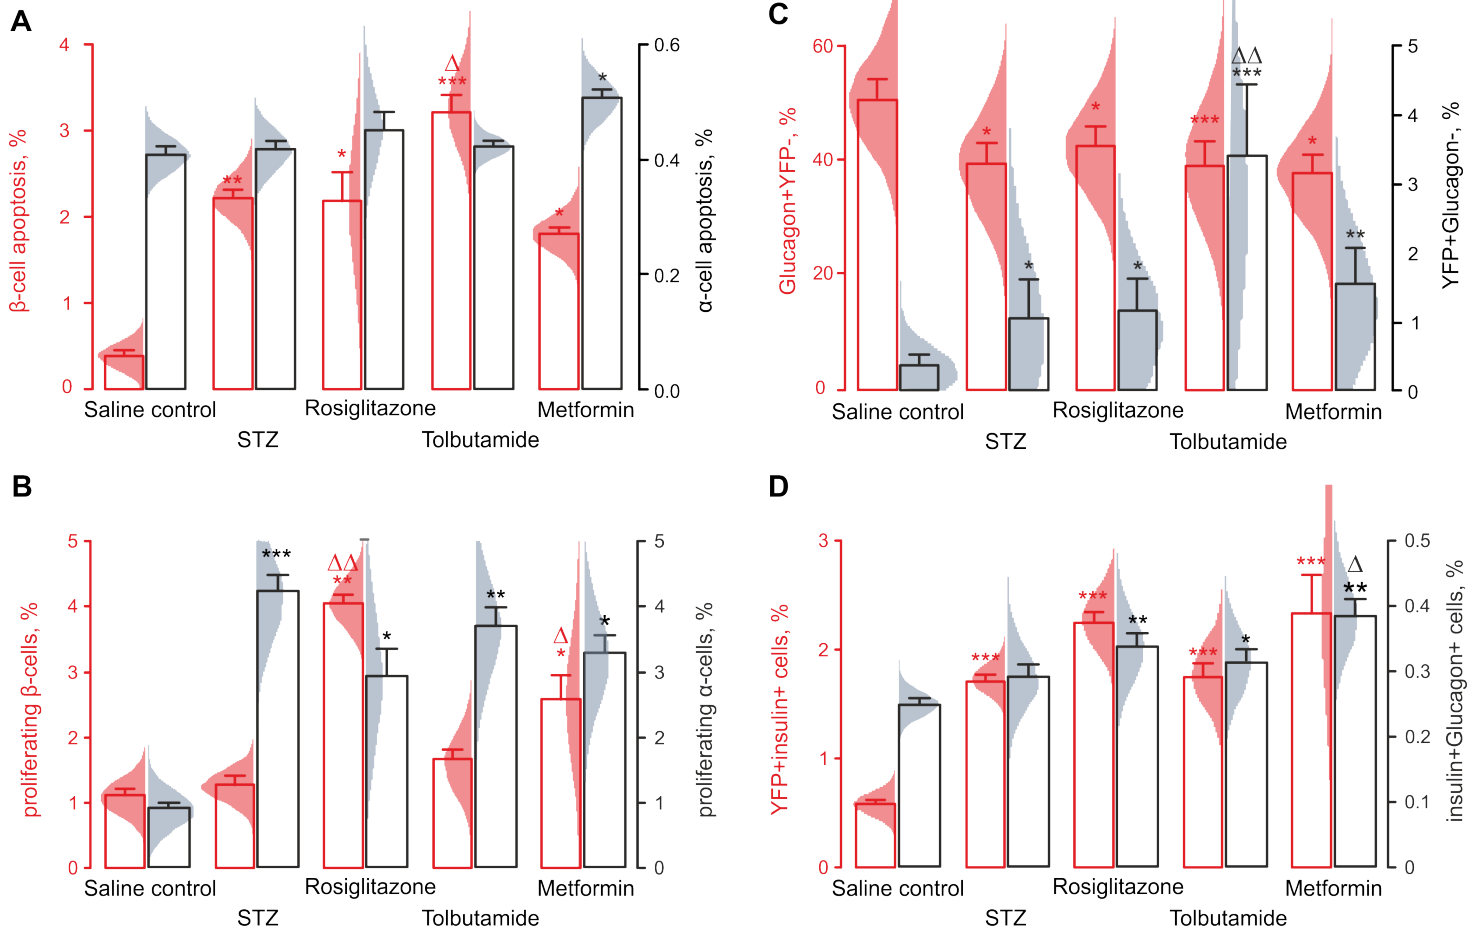 A
β-cell apoptosis, %
4
3
2
1
0
**
*
Δ
***
*
*
0.6
0.4
0.2
0.0
α-cell apoptosis, %
Saline control
Rosiglitazone
Metformin
STZ
Tolbutamide
C
Glucagon+YFP-, %
60
40
20
0
*
*
*
*
***
ΔΔ
***
*
**
5
4
3
2
1
0
YFP+Glucagon-, %
Saline control
Rosiglitazone
Metformin
STZ
Tolbutamide
B
proliferating β-cells, %
5
4
3
2
1
0
***
ΔΔ
**
*
**
Δ
*
*
5
4
3
2
1
0
proliferating α-cells, %
Saline control
Rosiglitazone
Metformin
STZ
Tolbutamide
D
YFP+insulin+ cells, %
3
2
1
0
***
***
**
***
*
***
Δ
**
0.5
0.4
0.3
0.2
0.1
0
insulin+Glucagon+ cells, %
Saline control
Rosiglitazone
Metformin
STZ
Tolbutamide